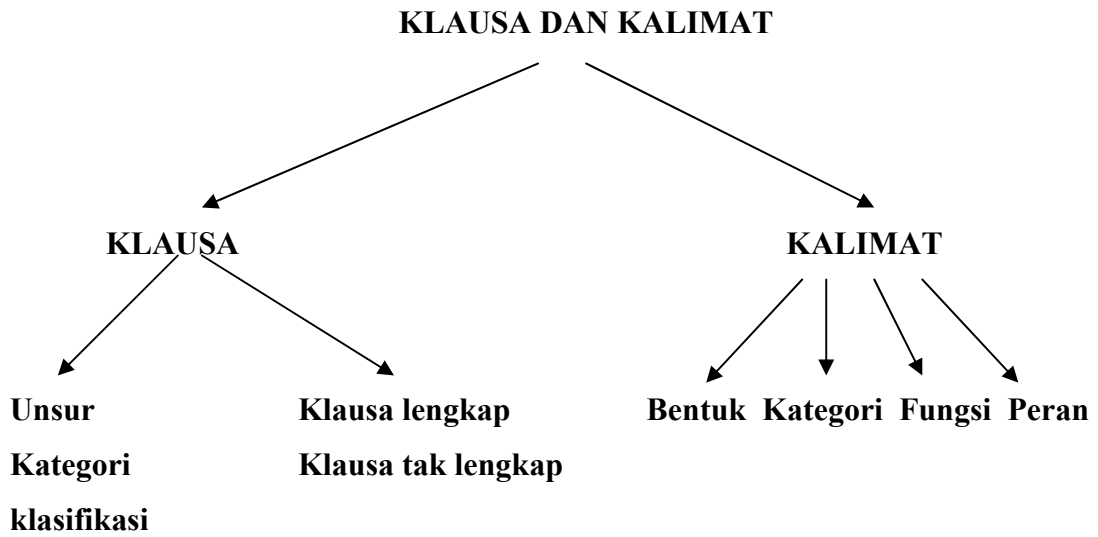 KLAUSA DAN KALIMAT
KLAUSA
KALIMAT
Unsur
Kategori
klasifikasi
Klausa lengkap
Klausa tak lengkap
Bentuk Kategori Fungsi Peran